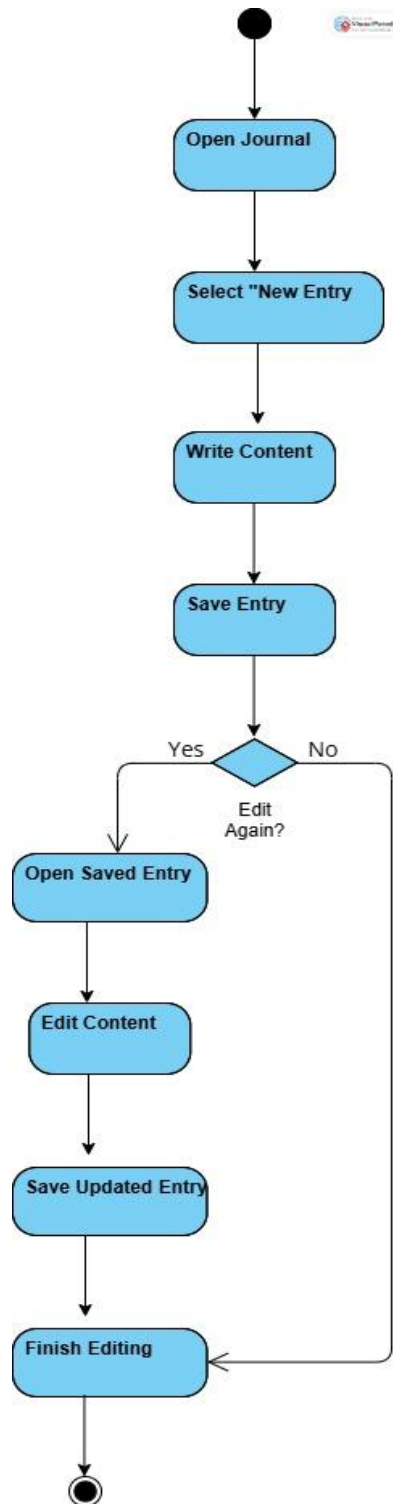 Open Journal
Select "New Entry
Write Content
Save Entry
Yes
No
Edit
Again?
Open Saved Entry
Edit Content
Save Updated Entry
Finish Editing